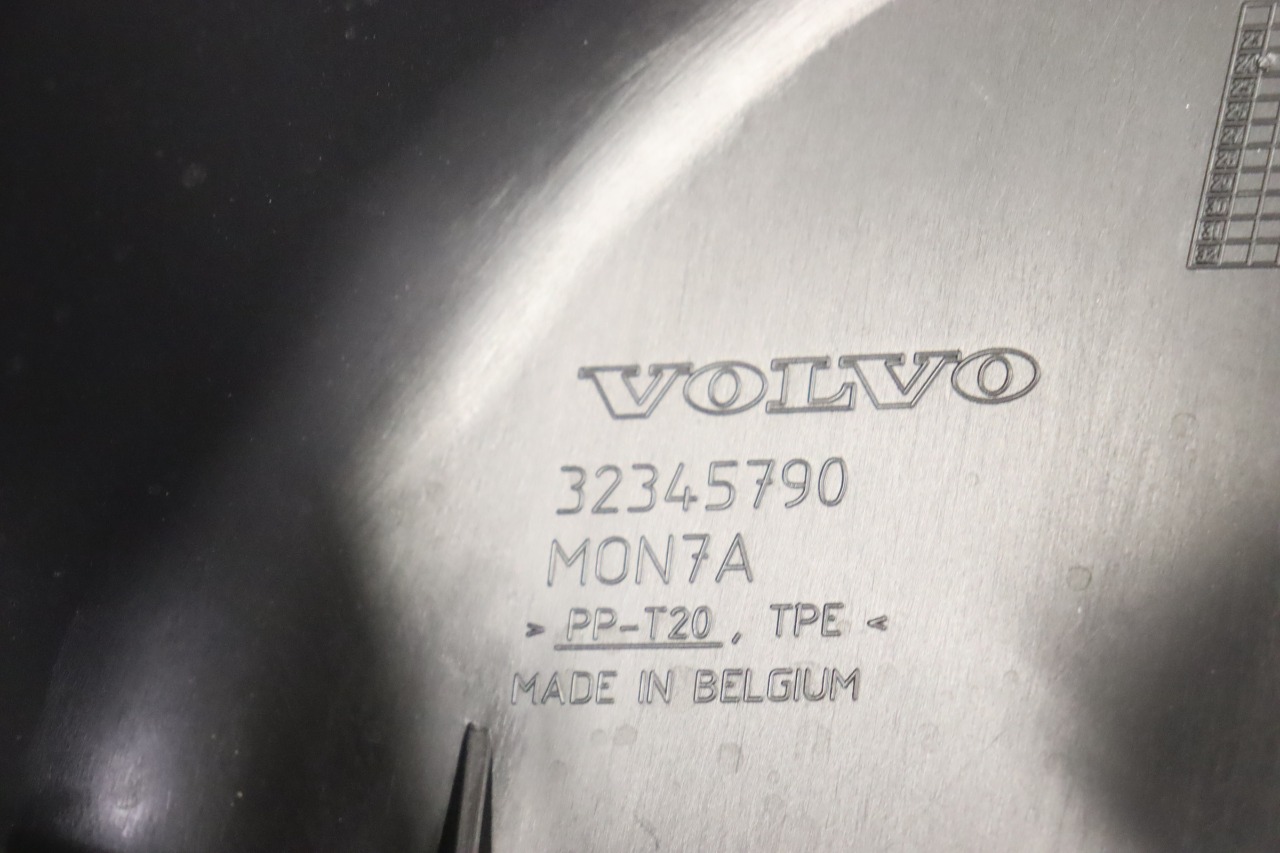 VOLVO
32345790
MON7A
> PP-T20 , TPE <
MADE IN BELGIUM